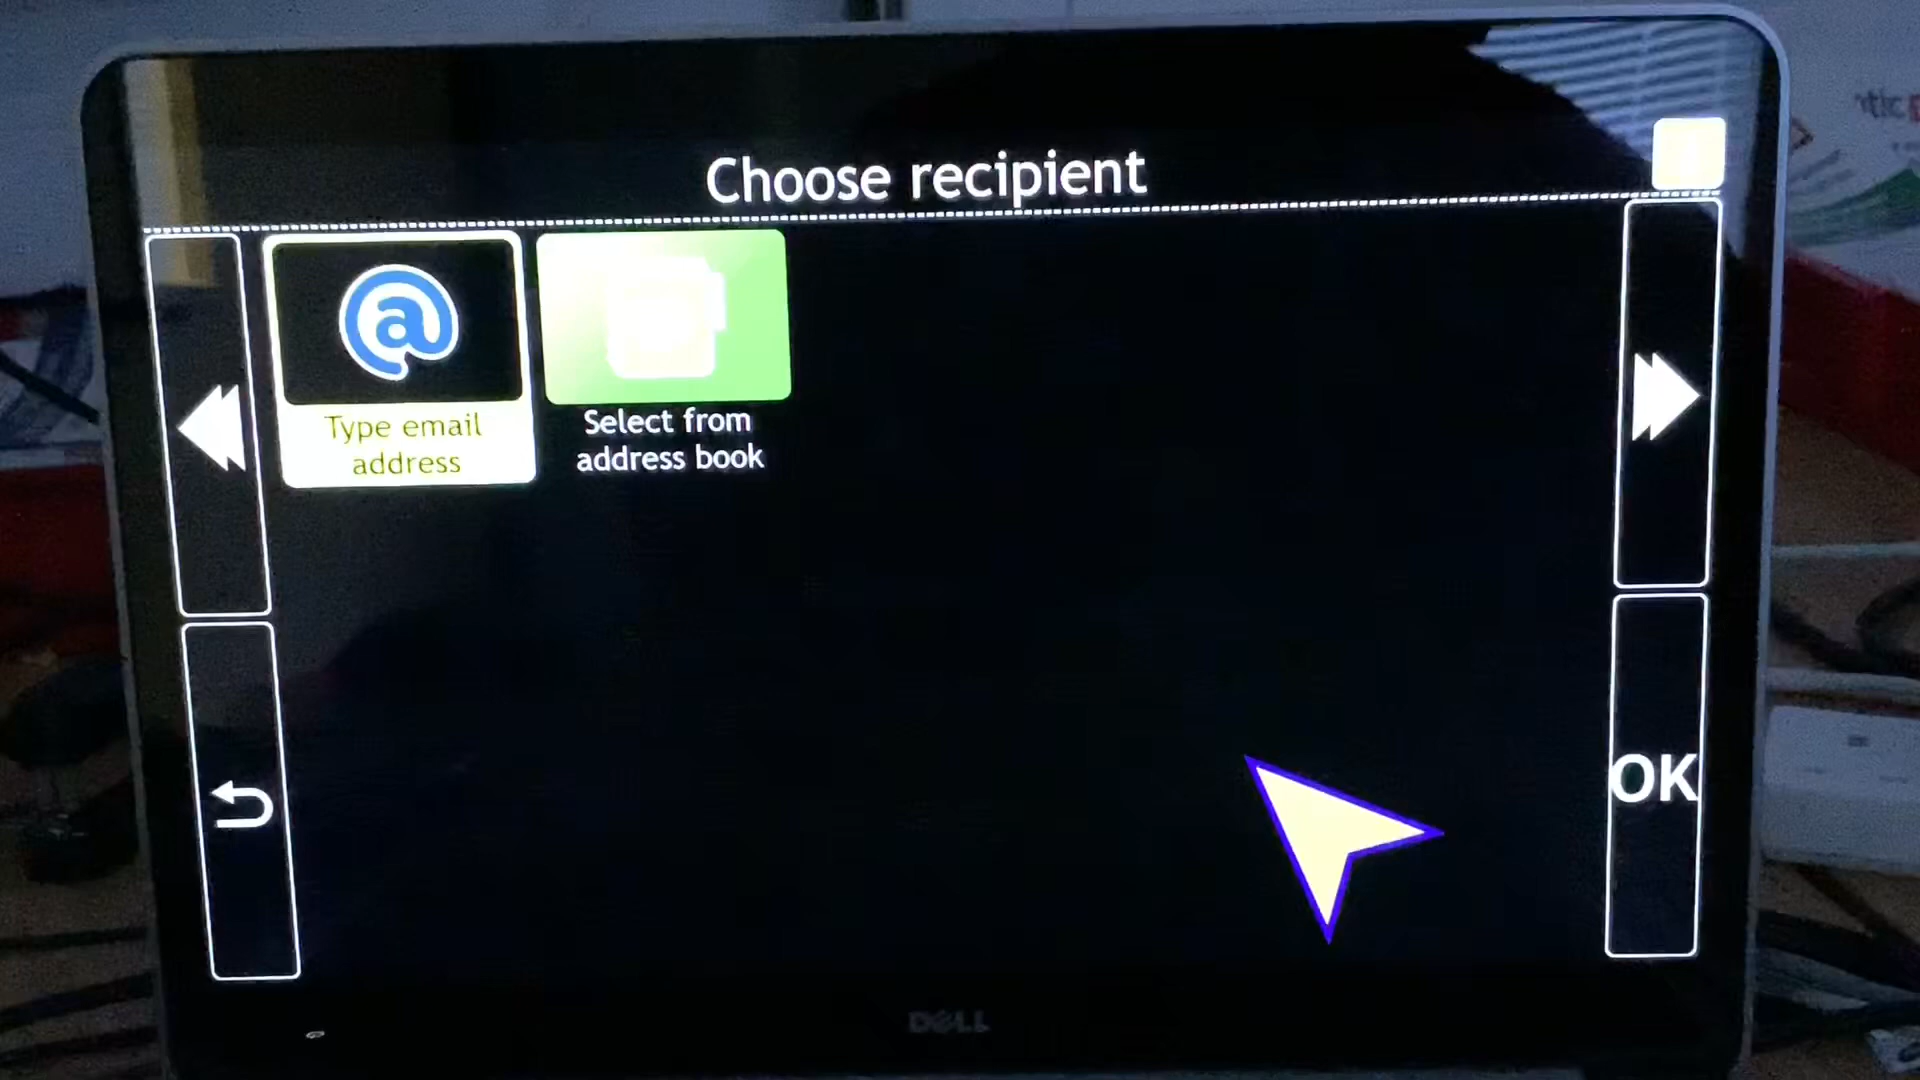 Choose recipient
Type email
address
Select from
address book
OK
DELL